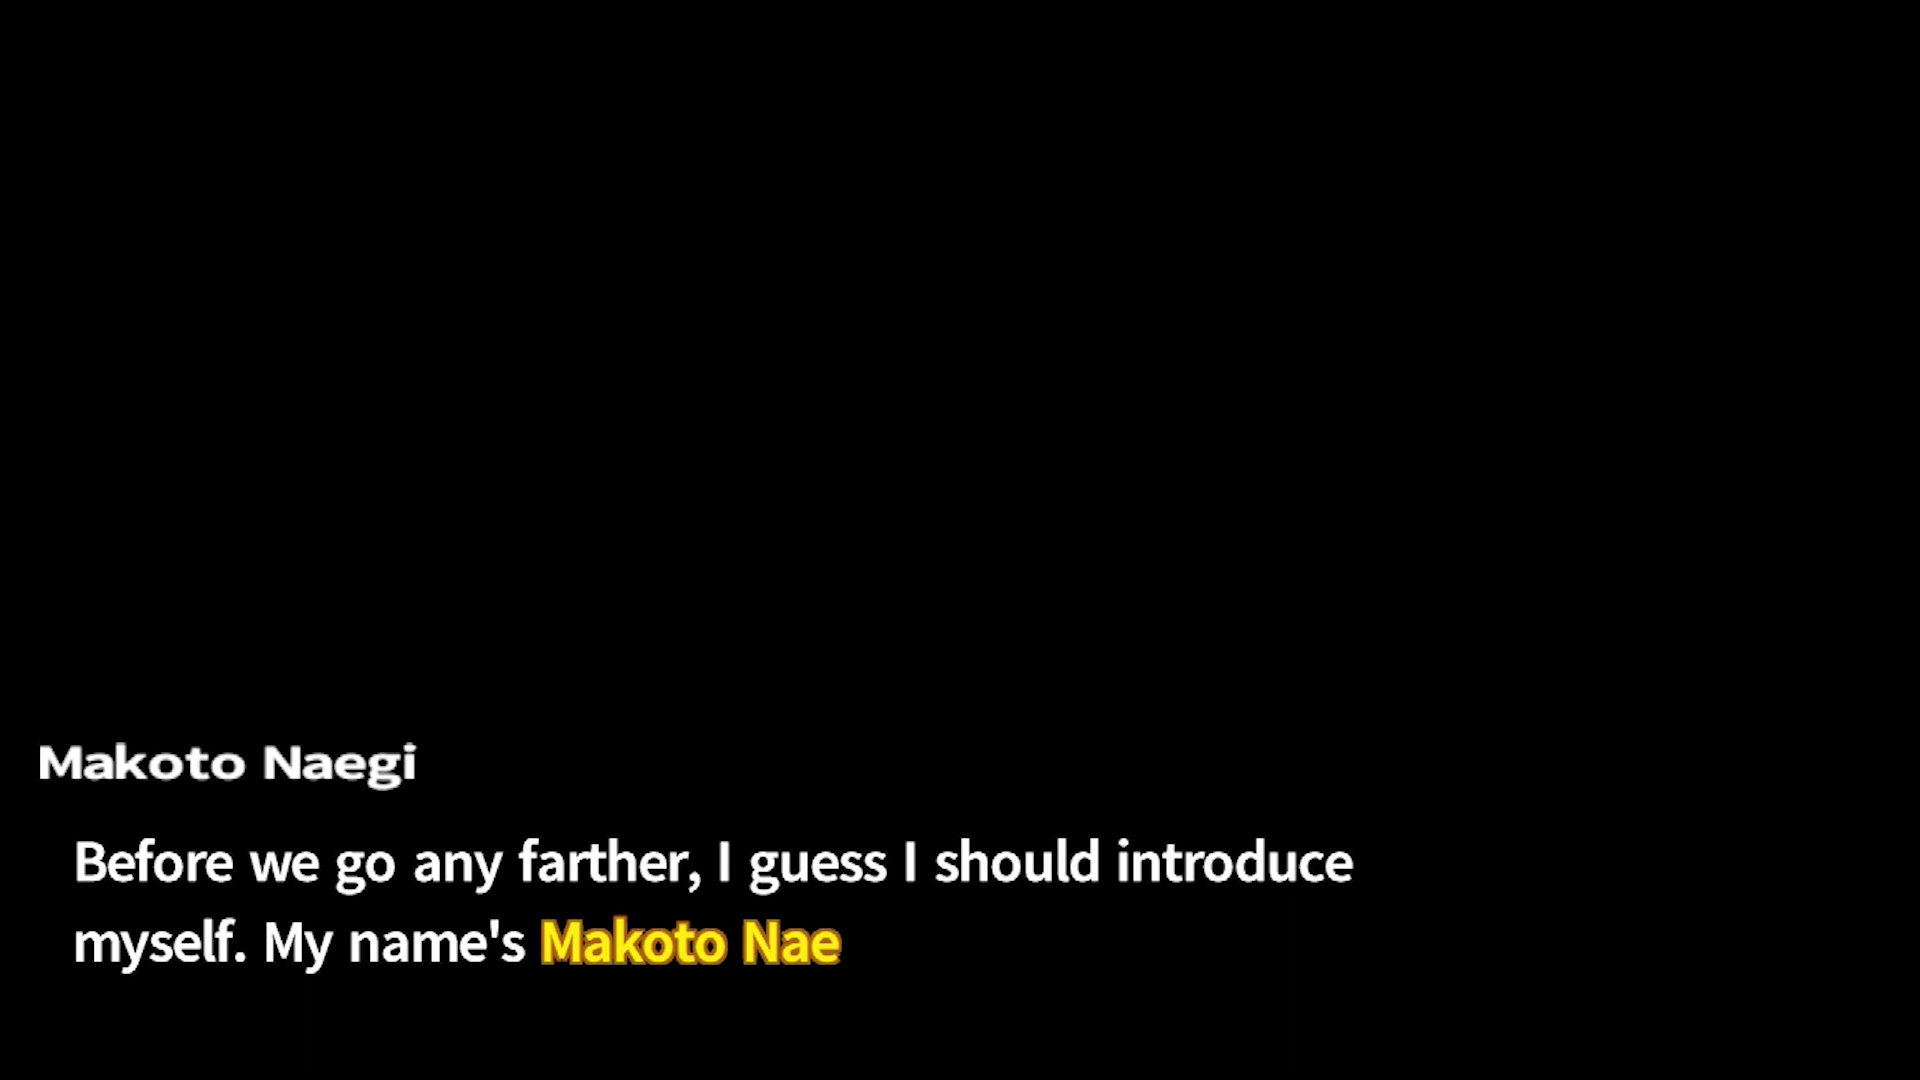 Makoto Naegi
Before we go any farther, I guess I should introduce
myself. My name's Makoto Nae